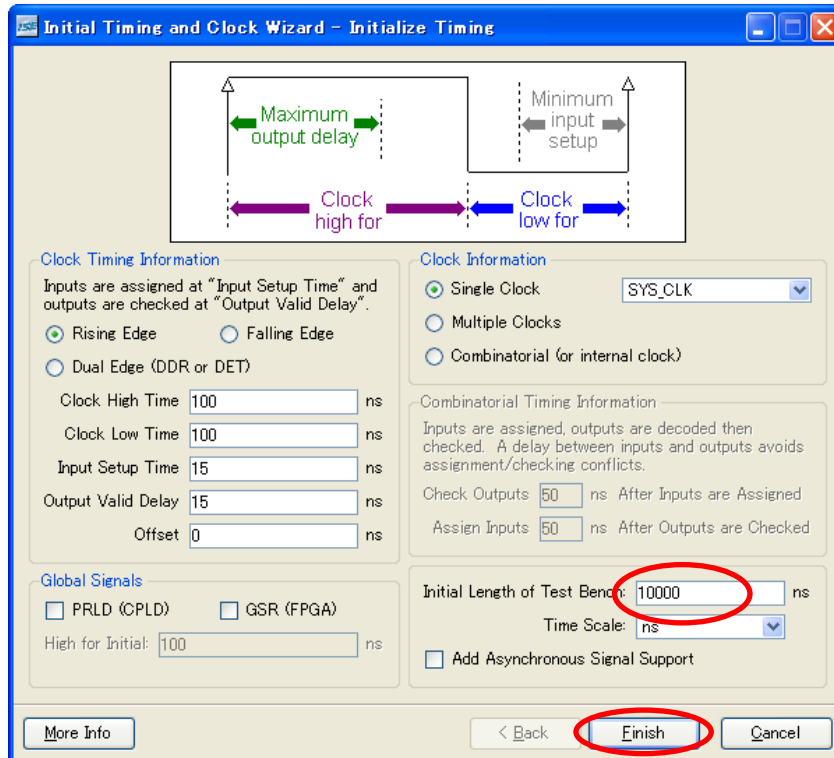 ISE Initial Timing and Clock Wizard - Initialize Timing
Maximum
output delay
Minimum
input
setup
Clock
high for
Clock
low for
Clock Timing Information
Inputs are assigned at "Input Setup Time" and
outputs are checked at "Output Valid Delay".
Rising Edge Falling Edge
Dual Edge (DDR or DET)
Clock High Time 100 ns
Clock Low Time 100 ns
Input Setup Time 15 ns
Output Valid Delay 15 ns
Offset 0 ns
Global Signals
PRLD (CPLD) GSR (FPGA)
High for Initial: 100 ns
Clock Information
Single Clock SYS_CLK
Multiple Clocks
Combinatorial (or internal clock)
Combinatorial Timing Information
Inputs are assigned, outputs are decoded then
checked. A delay between inputs and outputs avoids
assignment/checking conflicts.
Check Outputs 50 ns After Inputs are Assigned
Assign Inputs 50 ns After Outputs are Checked
Initial Length of Test Bench: 10000 ns
Time Scale: ns
Add Asynchronous Signal Support
More Info < Back Finish Cancel